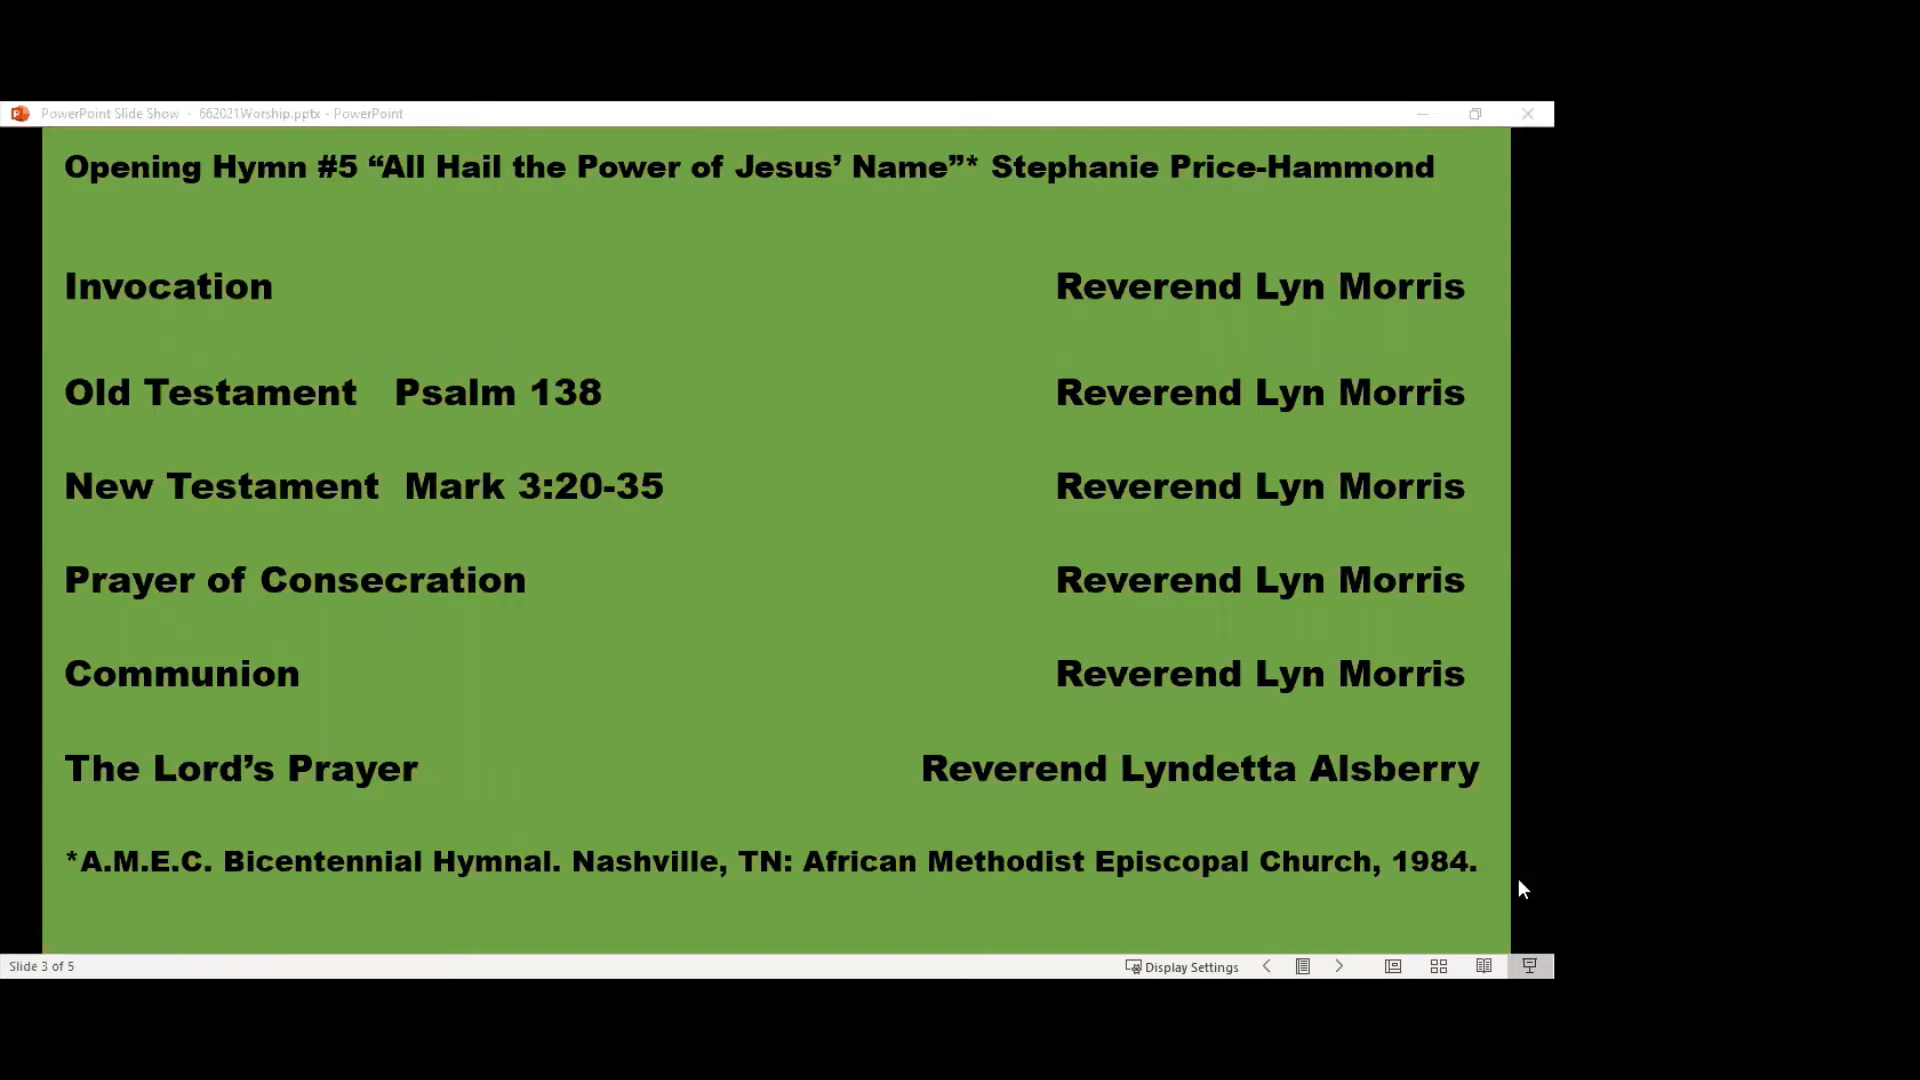 PowerPoint Slide Show - 662021Worship.pptx - PowerPoint
Opening Hymn #5 “All Hail the Power of Jesus’ Name”* Stephanie Price-Hammond
Invocation Reverend Lyn Morris
Old Testament Psalm 138 Reverend Lyn Morris
New Testament Mark 3:20-35 Reverend Lyn Morris
Prayer of Consecration Reverend Lyn Morris
Communion Reverend Lyn Morris
The Lord’s Prayer Reverend Lyndetta Alsberry
*A.M.E.C. Bicentennial Hymnal. Nashville, TN: African Methodist Episcopal Church, 1984.
Slide 3 of 5 Display Settings